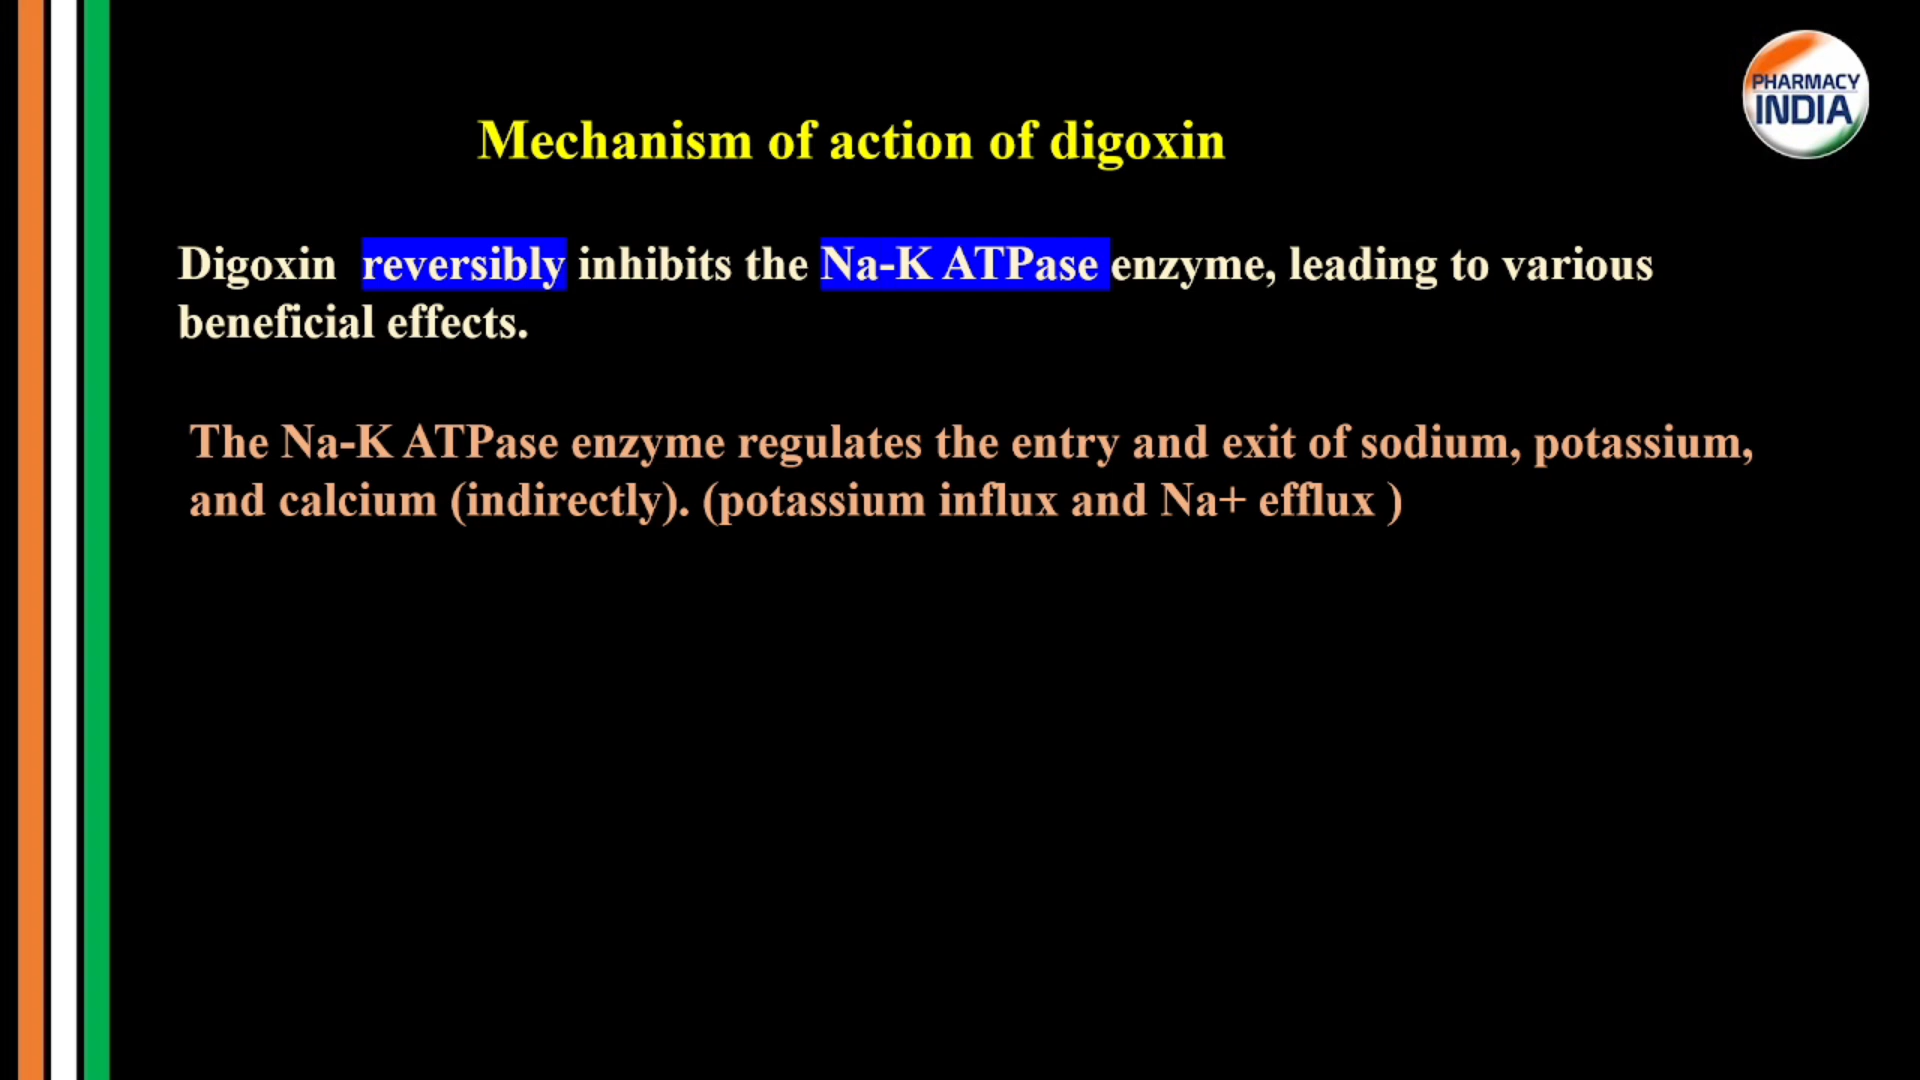 PHARMACY
INDIA
Mechanism of action of digoxin
Digoxin reversibly inhibits the Na-K ATPase enzyme, leading to various
beneficial effects.
The Na-K ATPase enzyme regulates the entry and exit of sodium, potassium,
and calcium (indirectly). (potassium influx and Na+ efflux )